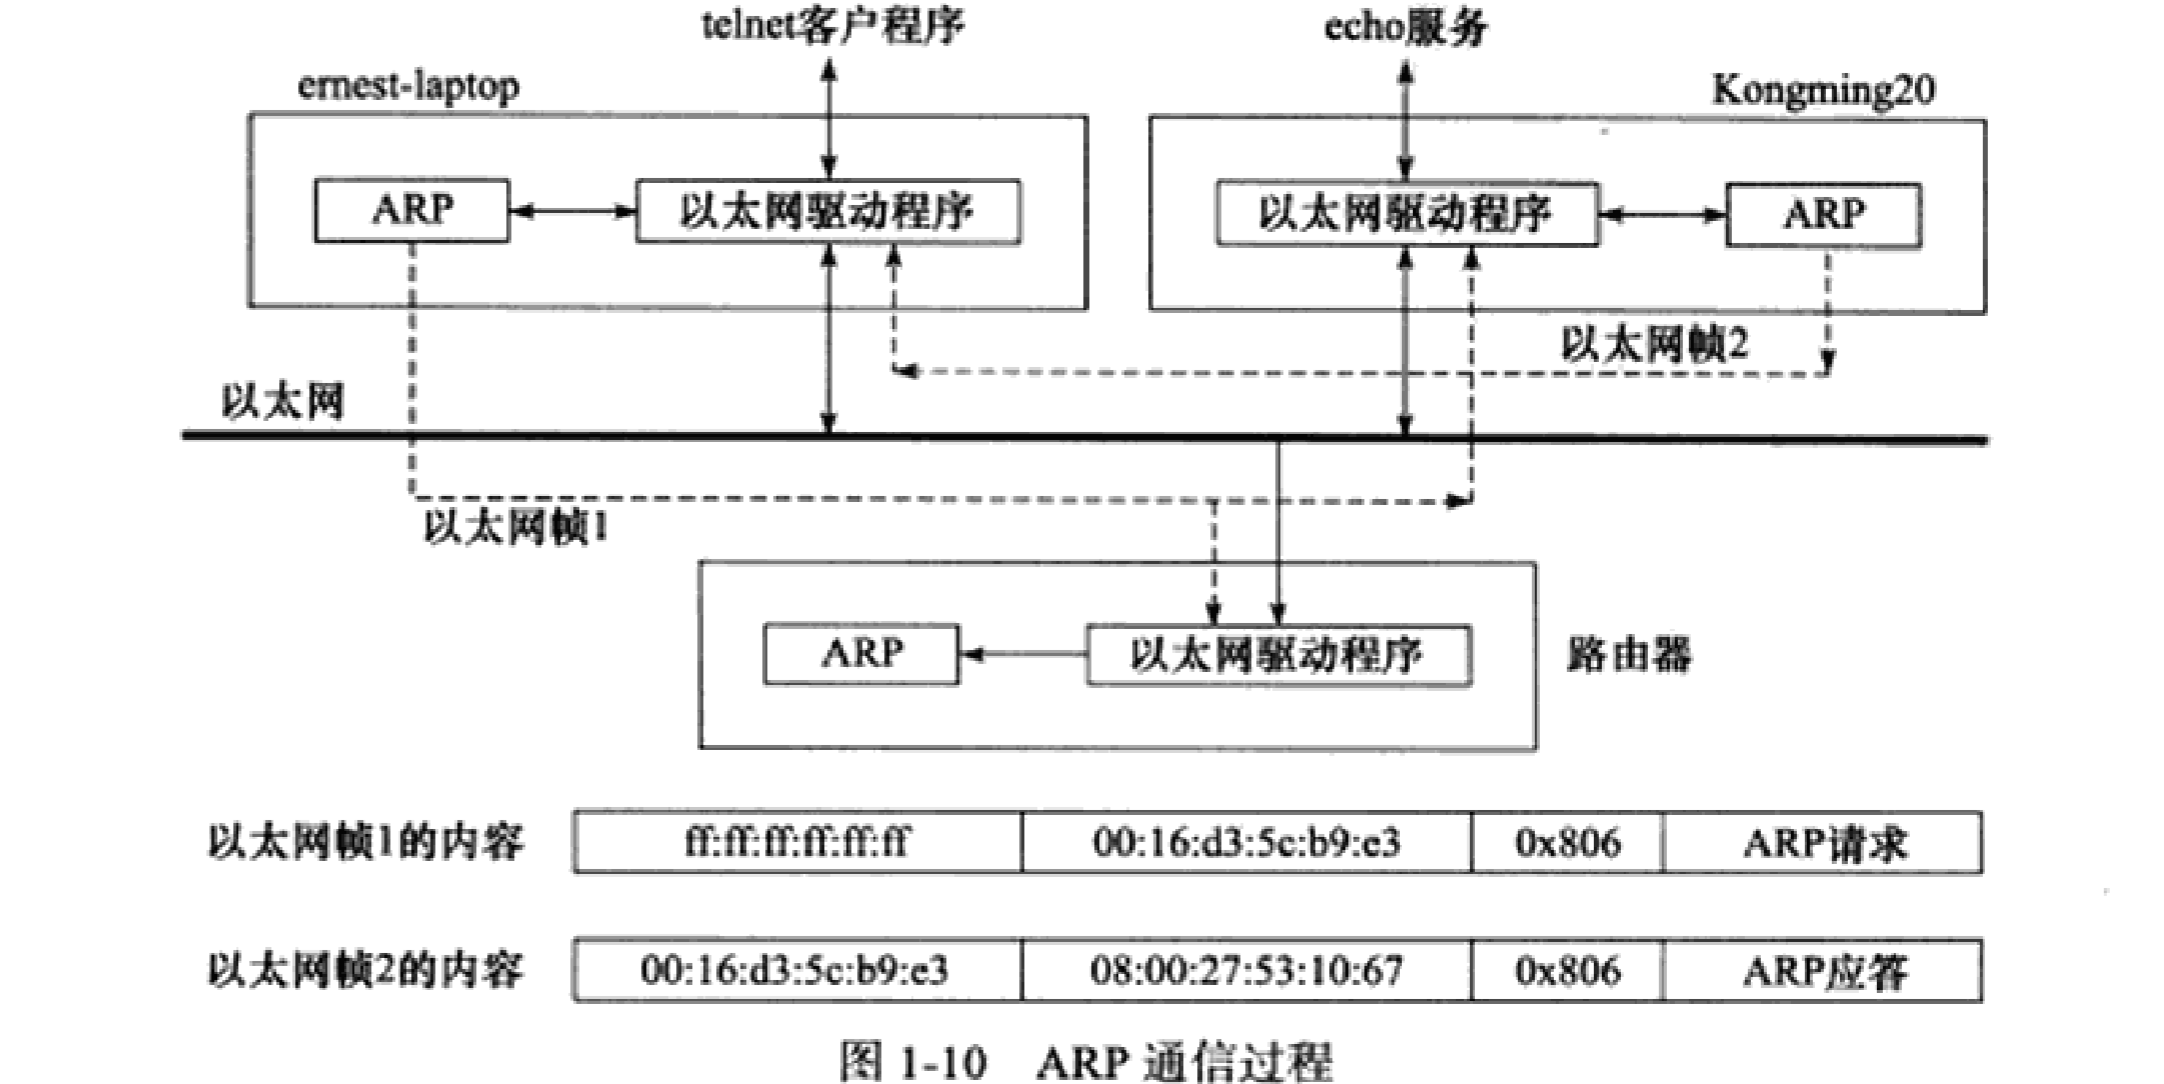 telnet客户程序
echo服务
ernest-laptop
Kongming20
ARP
以太网驱动程序
以太网驱动程序
ARP
以太网帧2
以太网
以太网帧1
ARP
以太网驱动程序
路由器
以太网帧1的内容 ff:ff:ff:ff:ff:ff 00:16:d3:5c:b9:e3 0x806 ARP请求
以太网帧2的内容 00:16:d3:5c:b9:e3 08:00:27:53:10:67 0x806 ARP应答
图 1-10 ARP 通信过程